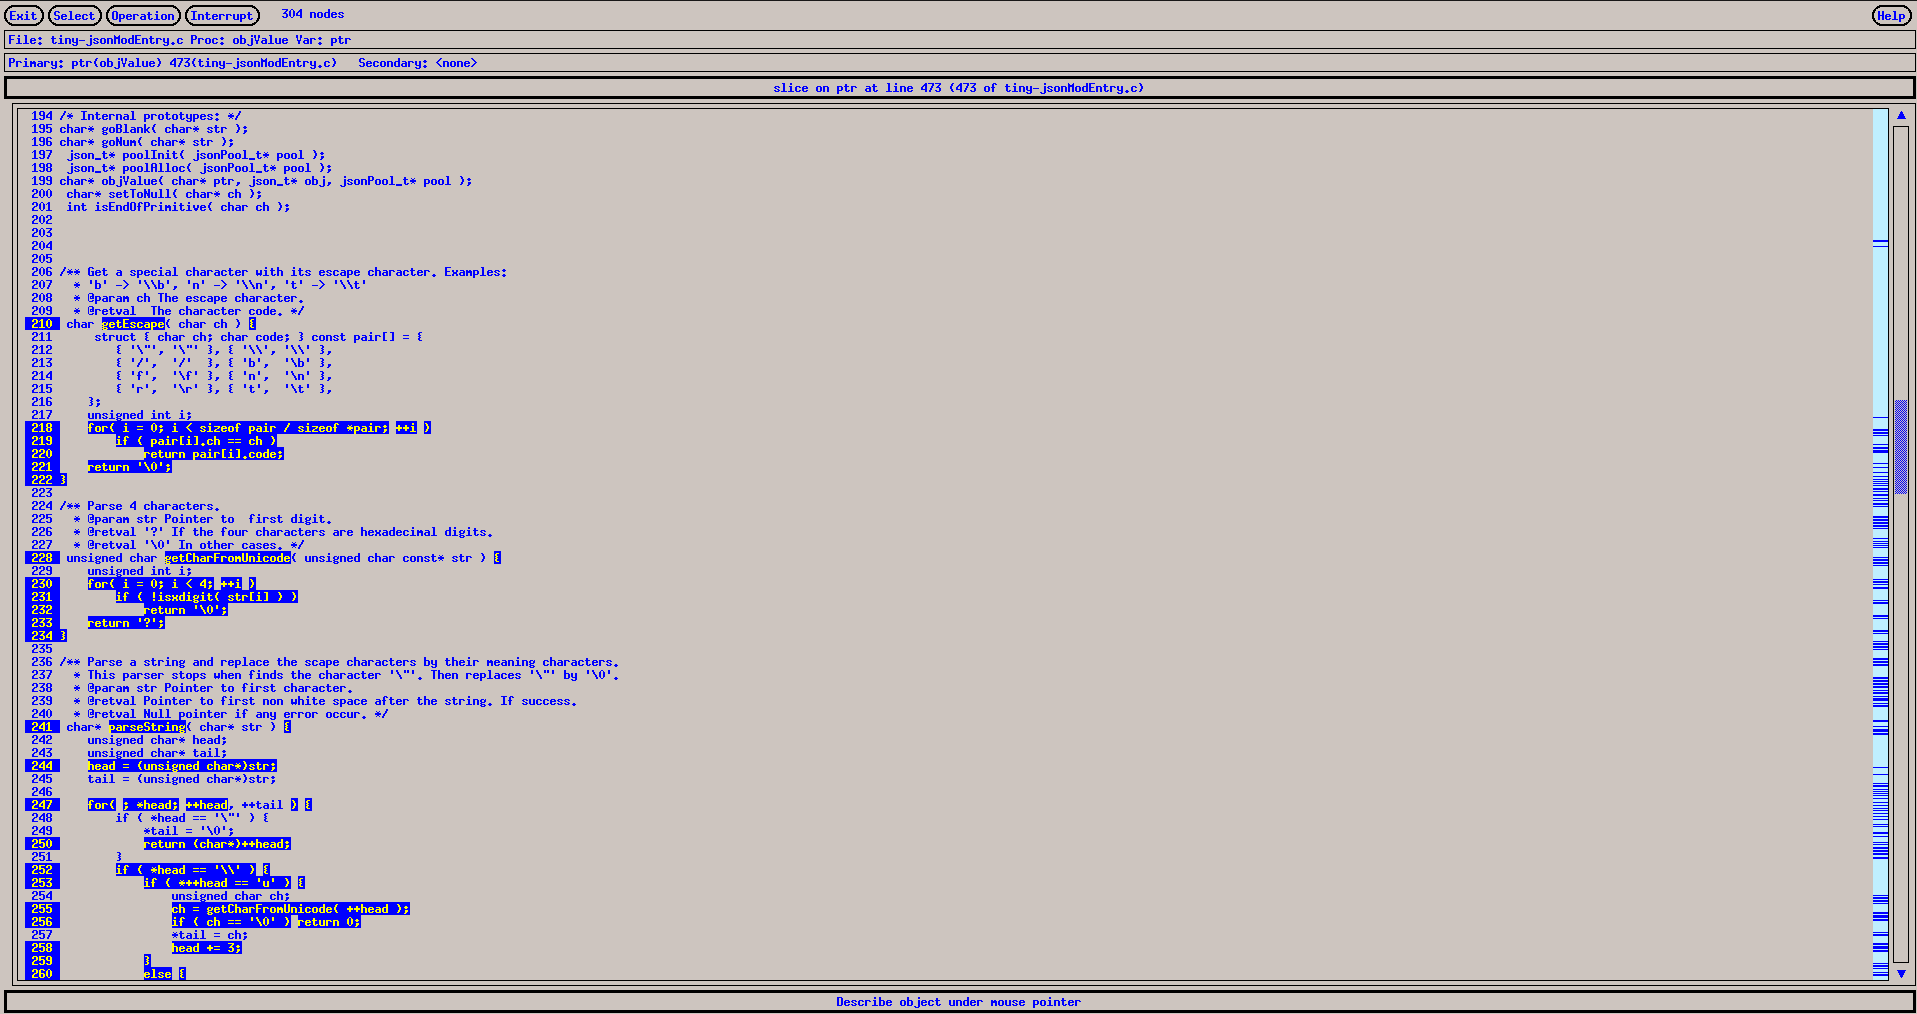 Exit Select Operation Interrupt 304 nodes Help
File: tiny-jsonModEntry.c Proc: objValue Var: ptr
Primary: ptr(objValue) 473(tiny-jsonModEntry.c)   Secondary: <none>
slice on ptr at line 473 (473 of tiny-jsonModEntry.c)
194 /* Internal prototypes: */
195 char* goBlank( char* str );
196 char* goNum( char* str );
197  json_t* poolInit( jsonPool_t* pool );
198  json_t* poolAlloc( jsonPool_t* pool );
199 char* objValue( char* ptr, json_t* obj, jsonPool_t* pool );
200  char* setToNull( char* ch );
201  int isEndOfPrimitive( char ch );
202
203
204
205
206 /** Get a special character with its escape character. Examples:
207   * 'b' -> '\\b', 'n' -> '\\n', 't' -> '\\t'
208   * @param ch The escape character.
209   * @retval  The character code. */
210  char getEscape( char ch ) {
211      struct { char ch; char code; } const pair[] = {
212         { '\"', '\"' }, { '\\', '\\' },
213         { '/',  '/'  }, { 'b',  '\b' },
214         { 'f',  '\f' }, { 'n',  '\n' },
215         { 'r',  '\r' }, { 't',  '\t' },
216     };
217     unsigned int i;
218     for( i = 0; i < sizeof pair / sizeof *pair; ++i )
219         if ( pair[i].ch == ch )
220             return pair[i].code;
221     return '\0';
222 }
223
224 /** Parse 4 characters.
225   * @param str Pointer to  first digit.
226   * @retval '?' If the four characters are hexadecimal digits.
227   * @retval '\0' In other cases. */
228  unsigned char getCharFromUnicode( unsigned char const* str ) {
229     unsigned int i;
230     for( i = 0; i < 4; ++i )
231         if ( !isxdigit( str[i] ) )
232             return '\0';
233     return '?';
234 }
235
236 /** Parse a string and replace the scape characters by their meaning characters.
237   * This parser stops when finds the character '\"'. Then replaces '\"' by '\0'.
238   * @param str Pointer to first character.
239   * @retval Pointer to first non white space after the string. If success.
240   * @retval Null pointer if any error occur. */
241  char* parseString( char* str ) {
242     unsigned char* head;
243     unsigned char* tail;
244     head = (unsigned char*)str;
245     tail = (unsigned char*)str;
246
247     for( ; *head; ++head, ++tail ) {
248         if ( *head == '\"' ) {
249             *tail = '\0';
250             return (char*)++head;
251         }
252         if ( *head == '\\' ) {
253             if ( *++head == 'u' ) {
254                 unsigned char ch;
255                 ch = getCharFromUnicode( ++head );
256                 if ( ch == '\0' ) return 0;
257                 *tail = ch;
258                 head += 3;
259             }
260             else {
Describe object under mouse pointer